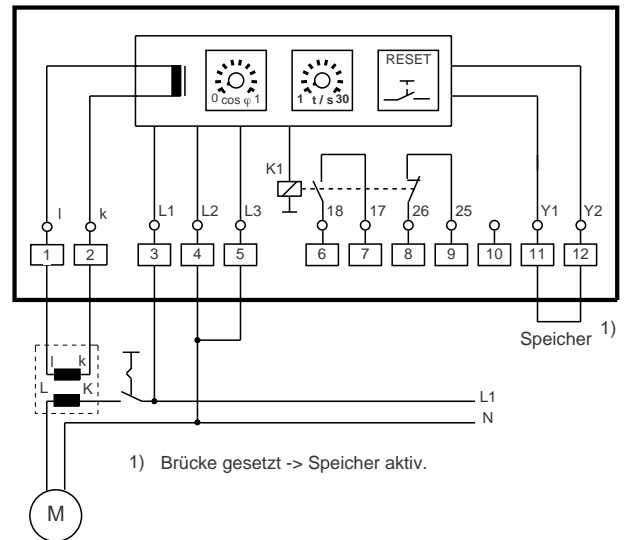 RESET
0 cos φ 1
1 t / s 30
K1
l k L1 L2 L3 18 17 26 25 Y1 Y2
1 2 3 4 5 6 7 8 9 10 11 12
Speicher 1)
l k
L K
L1
N
1) Brücke gesetzt -> Speicher aktiv.
M